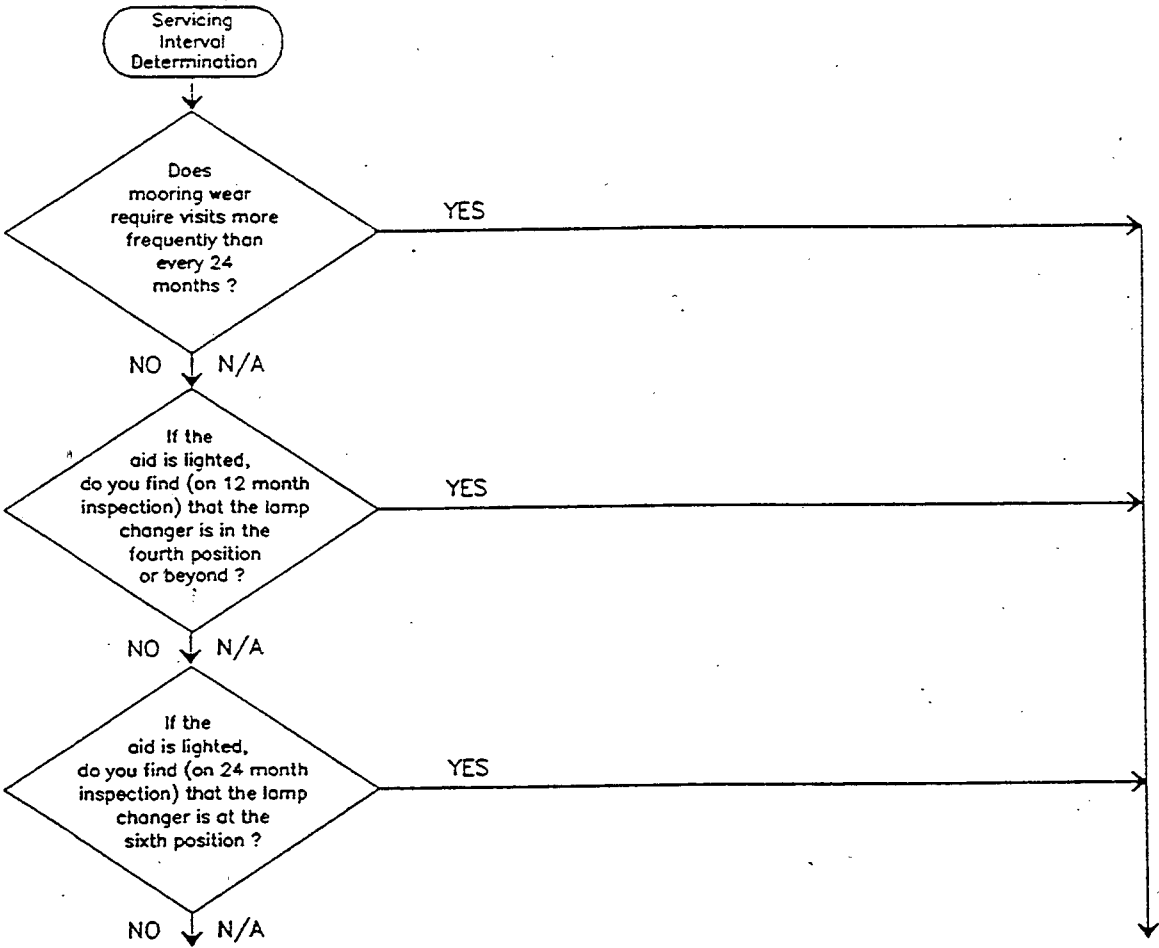 Servicing
Interval
Determination
Does
mooring wear
require visits more
frequently than
every 24
months ?
YES
NO N/A
If the
aid is lighted,
do you find (on 12 month
inspection) that the lamp
changer is in the
fourth position
or beyond ?
YES
NO N/A
If the
aid is lighted,
do you find (on 24 month
inspection) that the lamp
changer is at the
sixth position ?
YES
NO N/A